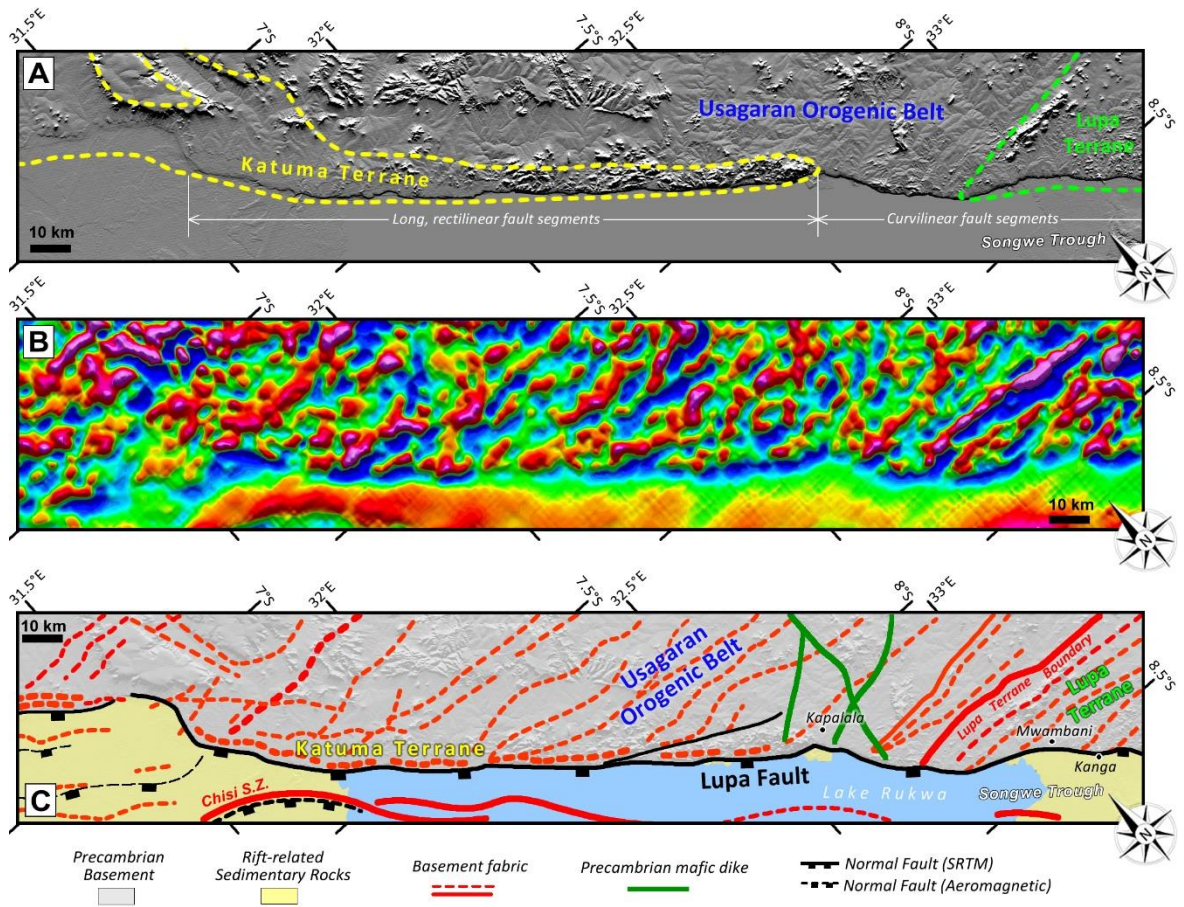 31.5°E
7°S
32°E
7.5°S
32.5°E
8°S
33°E
A
Usagaran Orogenic Belt
8.5°S
Lupa
Terrane
Katuma Terrane
Long, rectilinear fault segments
Curvilinear fault segments
10 km
Songwe Trough
N
31.5°E
7°S
32°E
7.5°S
32.5°E
8°S
33°E
B
8.5°S
10 km
N
31.5°E
7°S
32°E
7.5°S
32.5°E
8°S
33°E
10 km
Usagaran
Orogenic Belt
8.5°S
Lupa Terrane Boundary
Lupa
Terrane
Kapalala
Mwambani
Katuma Terrane
Kanga
Lupa Fault
C
Chisi S.Z.
Lake Rukwa
Songwe Trough
N
Precambrian
Basement
Rift-related
Sedimentary Rocks
Basement fabric
Precambrian mafic dike
Normal Fault (SRTM)
Normal Fault (Aeromagnetic)